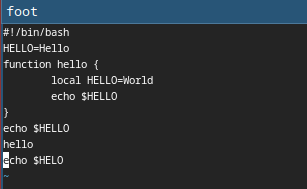 foot
#!/bin/bash
HELLO=Hello
function hello {
        local HELLO=World
        echo $HELLO
}
echo $HELLO
hello
echo $HELO
~